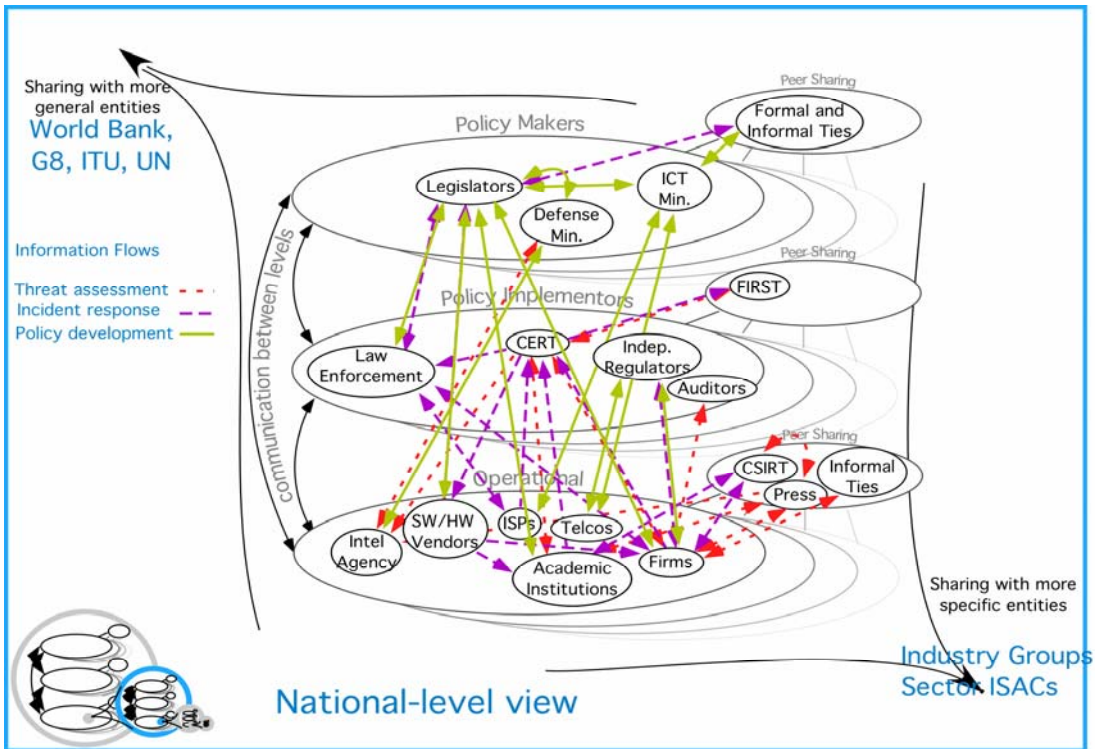 Sharing with more
general entities
World Bank,
G8, ITU, UN
Information Flows
Threat assessment
Incident response
Policy development
communication between levels
Peer Sharing
Formal and
Informal Ties
Policy Makers
Legislators
ICT
Min.
Defense
Min.
Peer Sharing
FIRST
Policy Implementors
CERT
Law
Enforcement
Indep.
Regulators
Auditors
Peer Sharing
CSIRT
Informal
Ties
Press
Operational
SW/HW
Vendors
ISPs
Telcos
Intel
Agency
Academic
Institutions
Firms
Sharing with more
specific entities
Industry Groups
Sector ISACs
National-level view